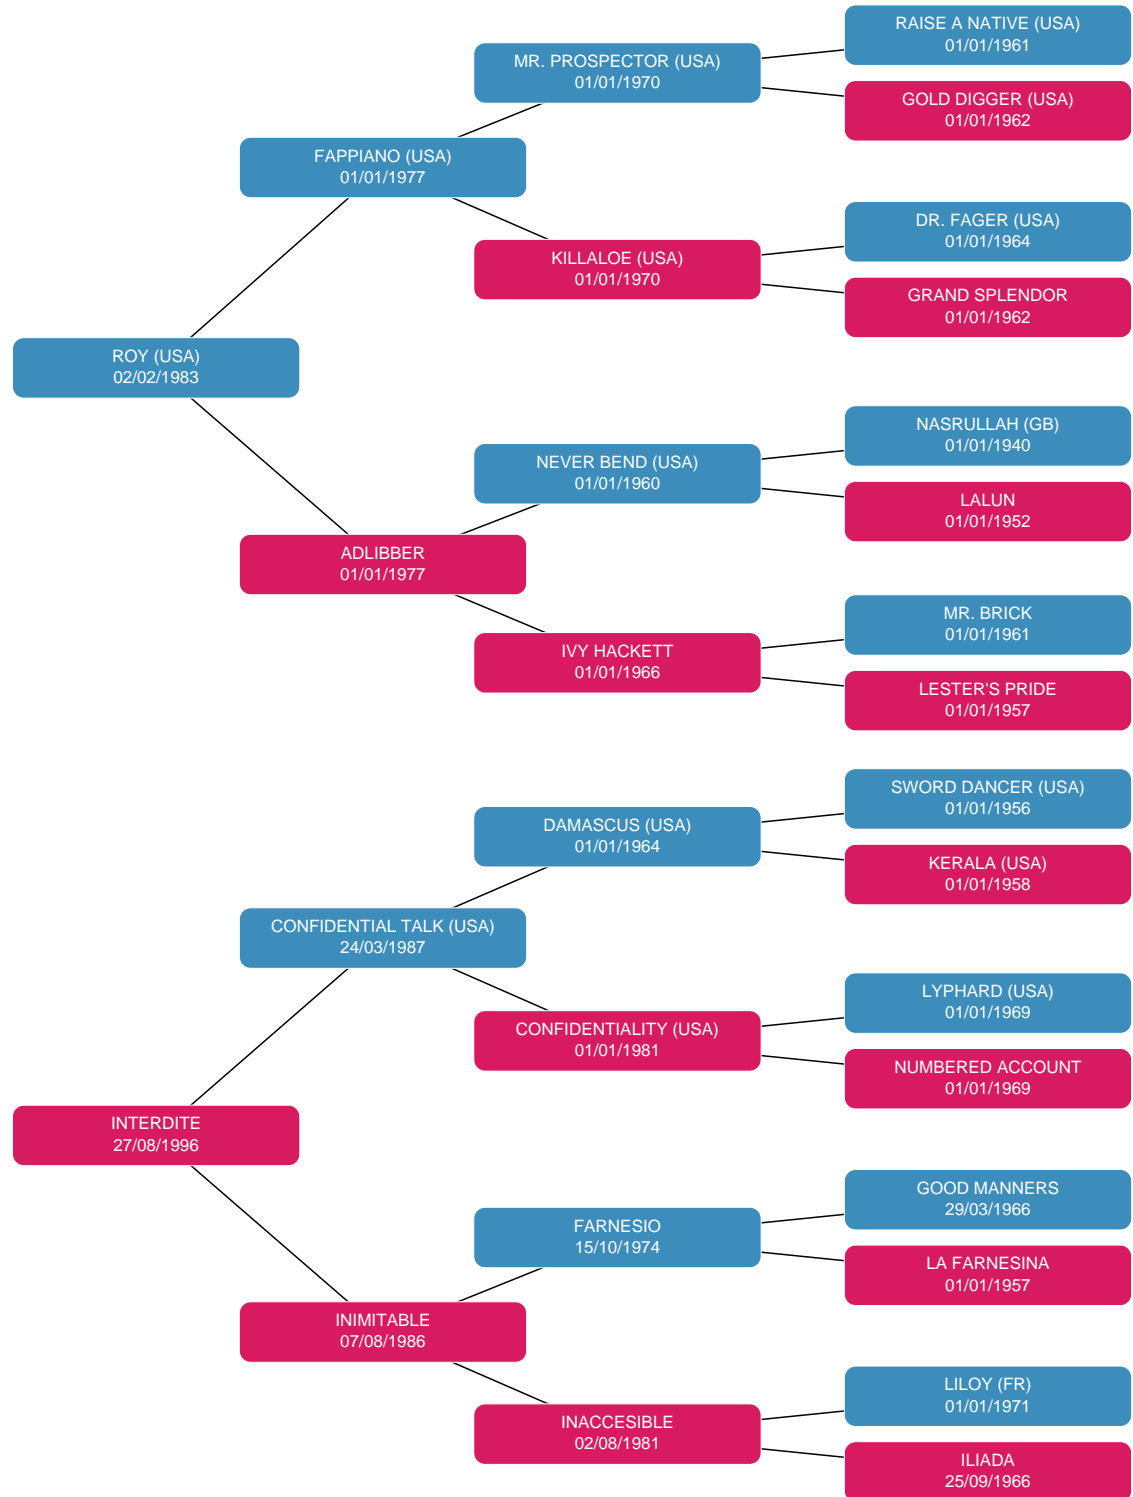 RAISE A NATIVE (USA)
01/01/1961
MR. PROSPECTOR (USA)
01/01/1970
GOLD DIGGER (USA)
01/01/1962
FAPPIANO (USA)
01/01/1977
DR. FAGER (USA)
01/01/1964
KILLALOE (USA)
01/01/1970
GRAND SPLENDOR
01/01/1962
ROY (USA)
02/02/1983
NASRULLAH (GB)
01/01/1940
NEVER BEND (USA)
01/01/1960
LALUN
01/01/1952
ADLIBBER
01/01/1977
MR. BRICK
01/01/1961
IVY HACKETT
01/01/1966
LESTER'S PRIDE
01/01/1957
SWORD DANCER (USA)
01/01/1956
DAMASCUS (USA)
01/01/1964
KERALA (USA)
01/01/1958
CONFIDENTIAL TALK (USA)
24/03/1987
LYPHARD (USA)
01/01/1969
CONFIDENTIALITY (USA)
01/01/1981
NUMBERED ACCOUNT
01/01/1969
INTERDITE
27/08/1996
GOOD MANNERS
29/03/1966
FARNESIO
15/10/1974
LA FARNESINA
01/01/1957
INIMITABLE
07/08/1986
LILOY (FR)
01/01/1971
INACCESIBLE
02/08/1981
ILIADA
25/09/1966